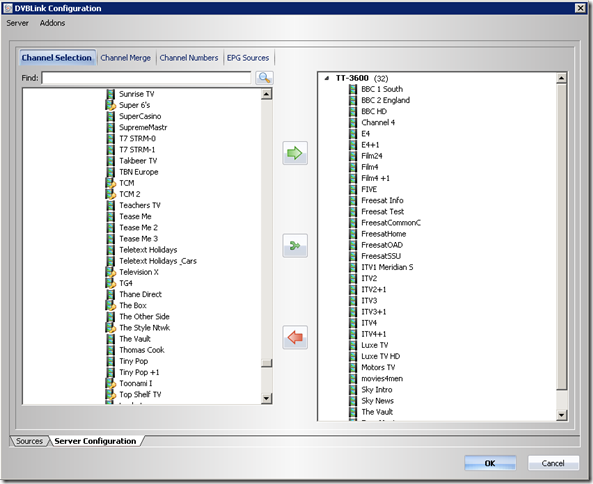 DVBLink Configuration
Server Addons
Channel Selection Channel Merge Channel Numbers EPG Sources
Find:
Sunrise TV
Super 6's
SuperCasino
SupremeMastr
T7 STRM-0
T7 STRM-1
Takbeer TV
TBN Europe
TCM
TCM 2
Teachers TV
Tease Me
Tease Me 2
Tease Me 3
Teletext Holidays
Teletext Holidays _Cars
Television X
TG4
Thane Direct
The Box
The Other Side
The Style Ntwk
The Vault
Thomas Cook
Tiny Pop
Tiny Pop +1
Toonami I
Top Shelf TV
TT-3600 (32)
BBC 1 South
BBC 2 England
BBC HD
Channel 4
E4
E4+1
Film24
Film4
Film4 +1
FIVE
Freesat Info
Freesat Test
FreesatCommonC
FreesatHome
FreesatOAD
FreesatSSU
ITV1 Meridian S
ITV2
ITV2+1
ITV3
ITV3+1
ITV4
ITV4+1
Luxe TV
Luxe TV HD
Motors TV
movies4men
Sky Intro
Sky News
The Vault
Sources Server Configuration
OK Cancel